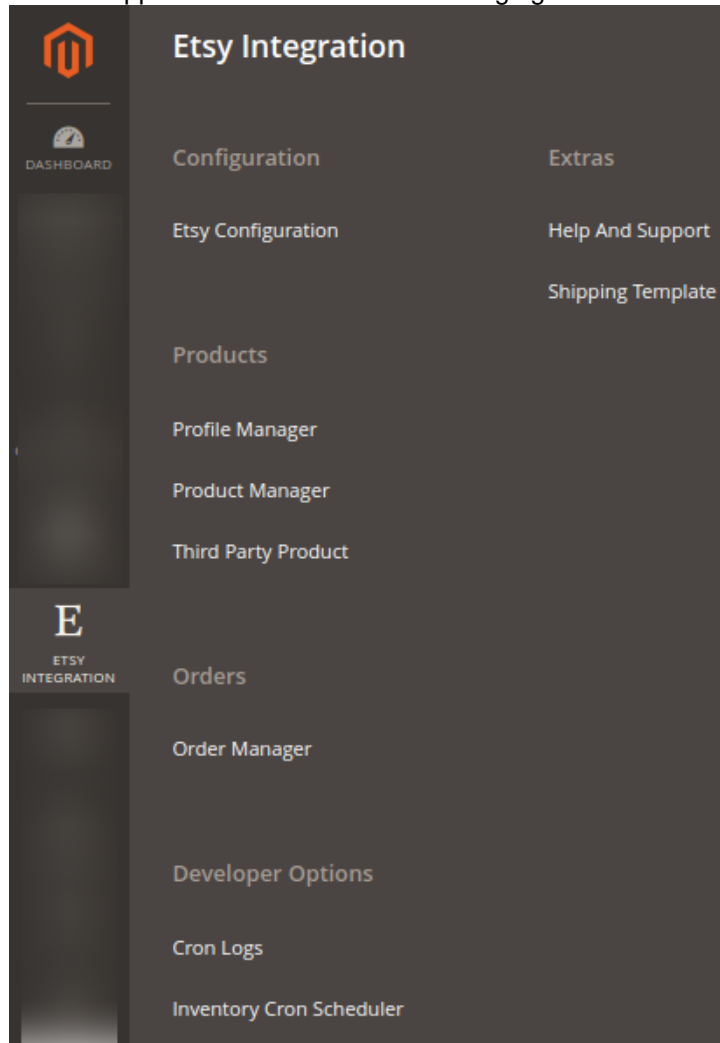 Etsy Integration
DASHBOARD
Configuration
Etsy Configuration
Extras
Help And Support
Shipping Template
Products
Profile Manager
Product Manager
Third Party Product
E
ETSY
INTEGRATION
Orders
Order Manager
Developer Options
Cron Logs
Inventory Cron Scheduler